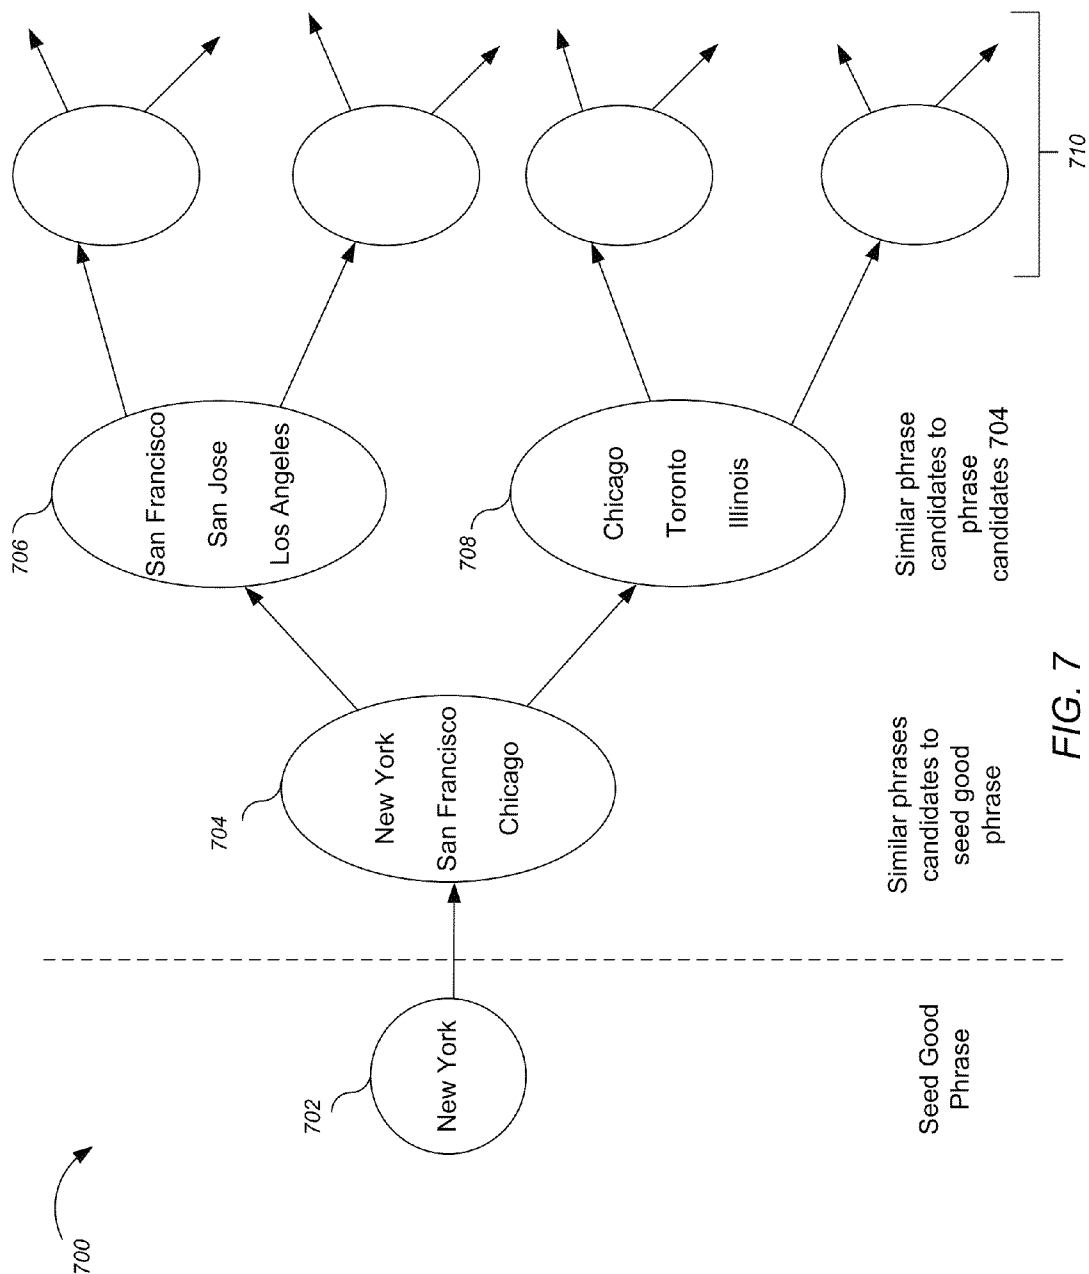 700
702
New York
704
New York
San Francisco
Chicago
706
San Francisco
San Jose
Los Angeles
708
Chicago
Toronto
Illinois
710
Seed Good
Phrase
Similar phrases
candidates to
seed good
phrase
Similar phrase
candidates to
phrase
candidates 704
FIG. 7